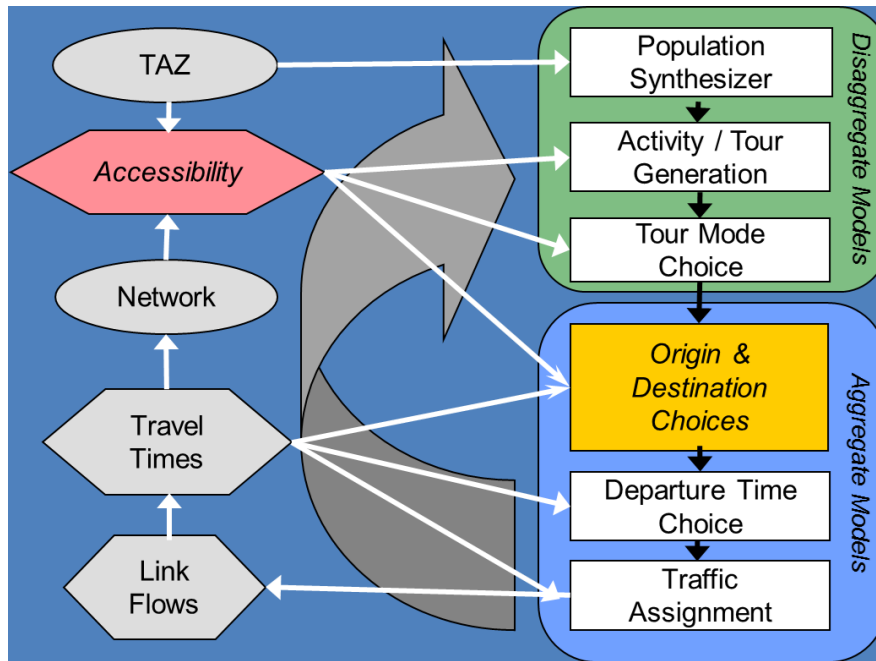 TAZ
Accessibility
Network
Travel
Times
Link
Flows
Population
Synthesizer
Activity / Tour
Generation
Tour Mode
Choice
Disaggregate Models
Origin &
Destination
Choices
Departure Time
Choice
Traffic
Assignment
Aggregate Models